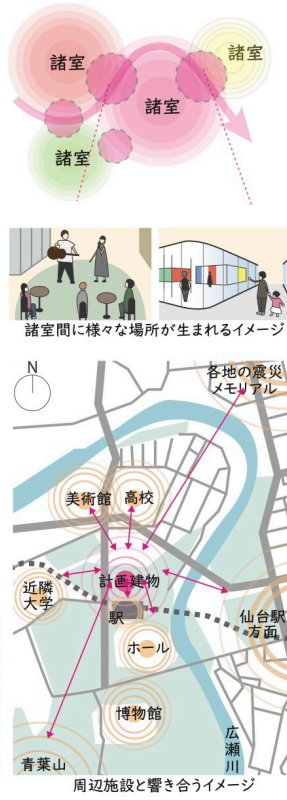 諸室
諸室
諸室
諸室
諸室間に様々な場所が生まれるイメージ
N
各地の震災
メモリアル
美術館
高校
計画建物
近隣
大学
駅
仙台駅
方面
ホール
博物館
広瀬川
青葉山
周辺施設と響き合うイメージ